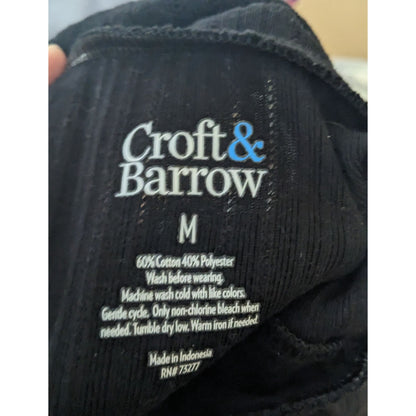 Croft&
Barrow
M
60% Cotton 40% Polyester
Wash before wearing.
Machine wash cold with like colors.
Gentle cycle. Only non-chlorine bleach when
needed. Tumble dry low. Warm iron if needed.
Made in Indonesia
RN# 73277